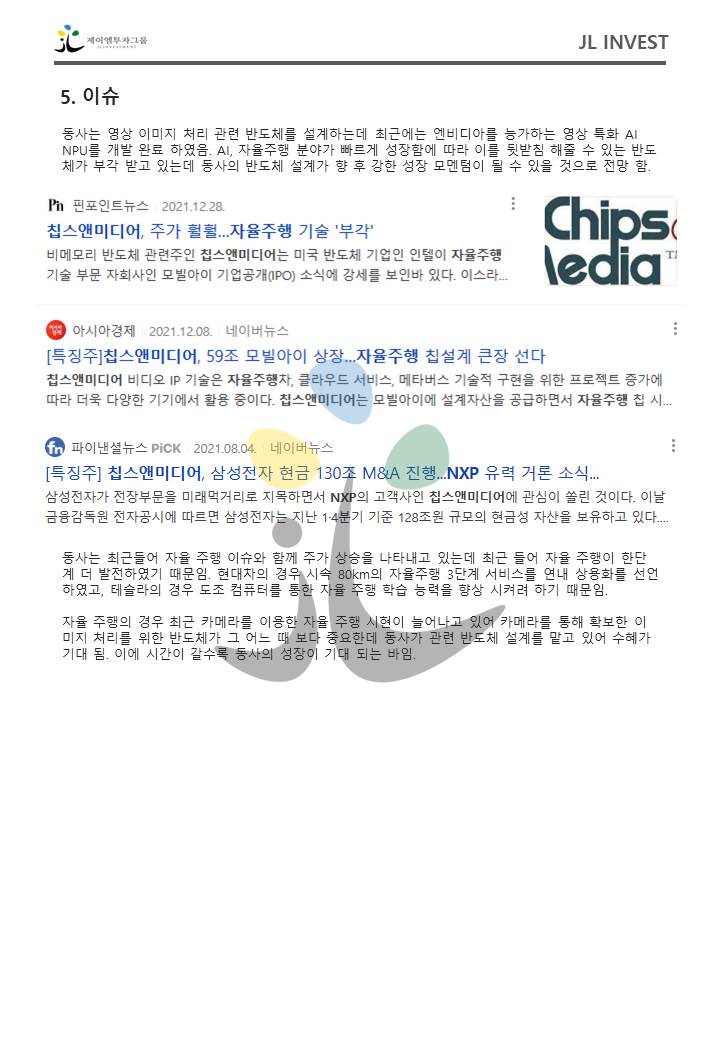 제이엘투자그룹
JLINVESTMENT
JL INVEST
5. 이슈
동사는 영상 이미지 처리 관련 반도체를 설계하는데 최근에는 엔비디아를 능가하는 영상 특화 AI
NPU를 개발 완료 하였음. AI, 자율주행 분야가 빠르게 성장함에 따라 이를 뒷받침 해줄 수 있는 반도
체가 부각 받고 있는데 동사의 반도체 설계가 향 후 강한 성장 모멘텀이 될 수 있을 것으로 전망 함.
Pn 핀포인트뉴스 2021.12.28.
칩스앤미디어, 주가 훨훨...자율주행 기술 '부각'
비메모리 반도체 관련주인 칩스앤미디어는 미국 반도체 기업인 인텔이 자율주행
기술 부문 자회사인 모빌아이 기업공개(IPO) 소식에 강세를 보인바 있다. 이스라...
Chips
Media TM
아시아경제 2021.12.08. 네이버뉴스
[특징주]칩스앤미디어, 59조 모빌아이 상장...자율주행 칩설계 큰장 선다
칩스앤미디어 비디오 IP 기술은 자율주행차, 클라우드 서비스, 메타버스 기술적 구현을 위한 프로젝트 증가에
따라 더욱 다양한 기기에서 활용 중이다. 칩스앤미디어는 모빌아이에 설계자산을 공급하면서 자율주행 칩 시...
fn 파이낸셜뉴스 PiCK 2021.08.04. 네이버뉴스
[특징주] 칩스앤미디어, 삼성전자 현금 130조 M&A 진행...NXP 유력 거론 소식...
삼성전자가 전장부문을 미래먹거리로 지목하면서 NXP의 고객사인 칩스앤미디어에 관심이 쏠린 것이다. 이날
금융감독원 전자공시에 따르면 삼성전자는 지난 1·4분기 기준 128조원 규모의 현금성 자산을 보유하고 있다....
동사는 최근들어 자율 주행 이슈와 함께 주가 상승을 나타내고 있는데 최근 들어 자율 주행이 한단
계 더 발전하였기 때문임. 현대차의 경우 시속 80km의 자율주행 3단계 서비스를 연내 상용화를 선언
하였고, 테슬라의 경우 도조 컴퓨터를 통한 자율 주행 학습 능력을 향상 시켜려 하기 때문임.
자율 주행의 경우 최근 카메라를 이용한 자율 주행 시현이 늘어나고 있어 카메라를 통해 확보한 이
미지 처리를 위한 반도체가 그 어느 때 보다 중요한데 동사가 관련 반도체 설계를 맡고 있어 수혜가
기대 됨. 이에 시간이 갈수록 동사의 성장이 기대 되는 바임.